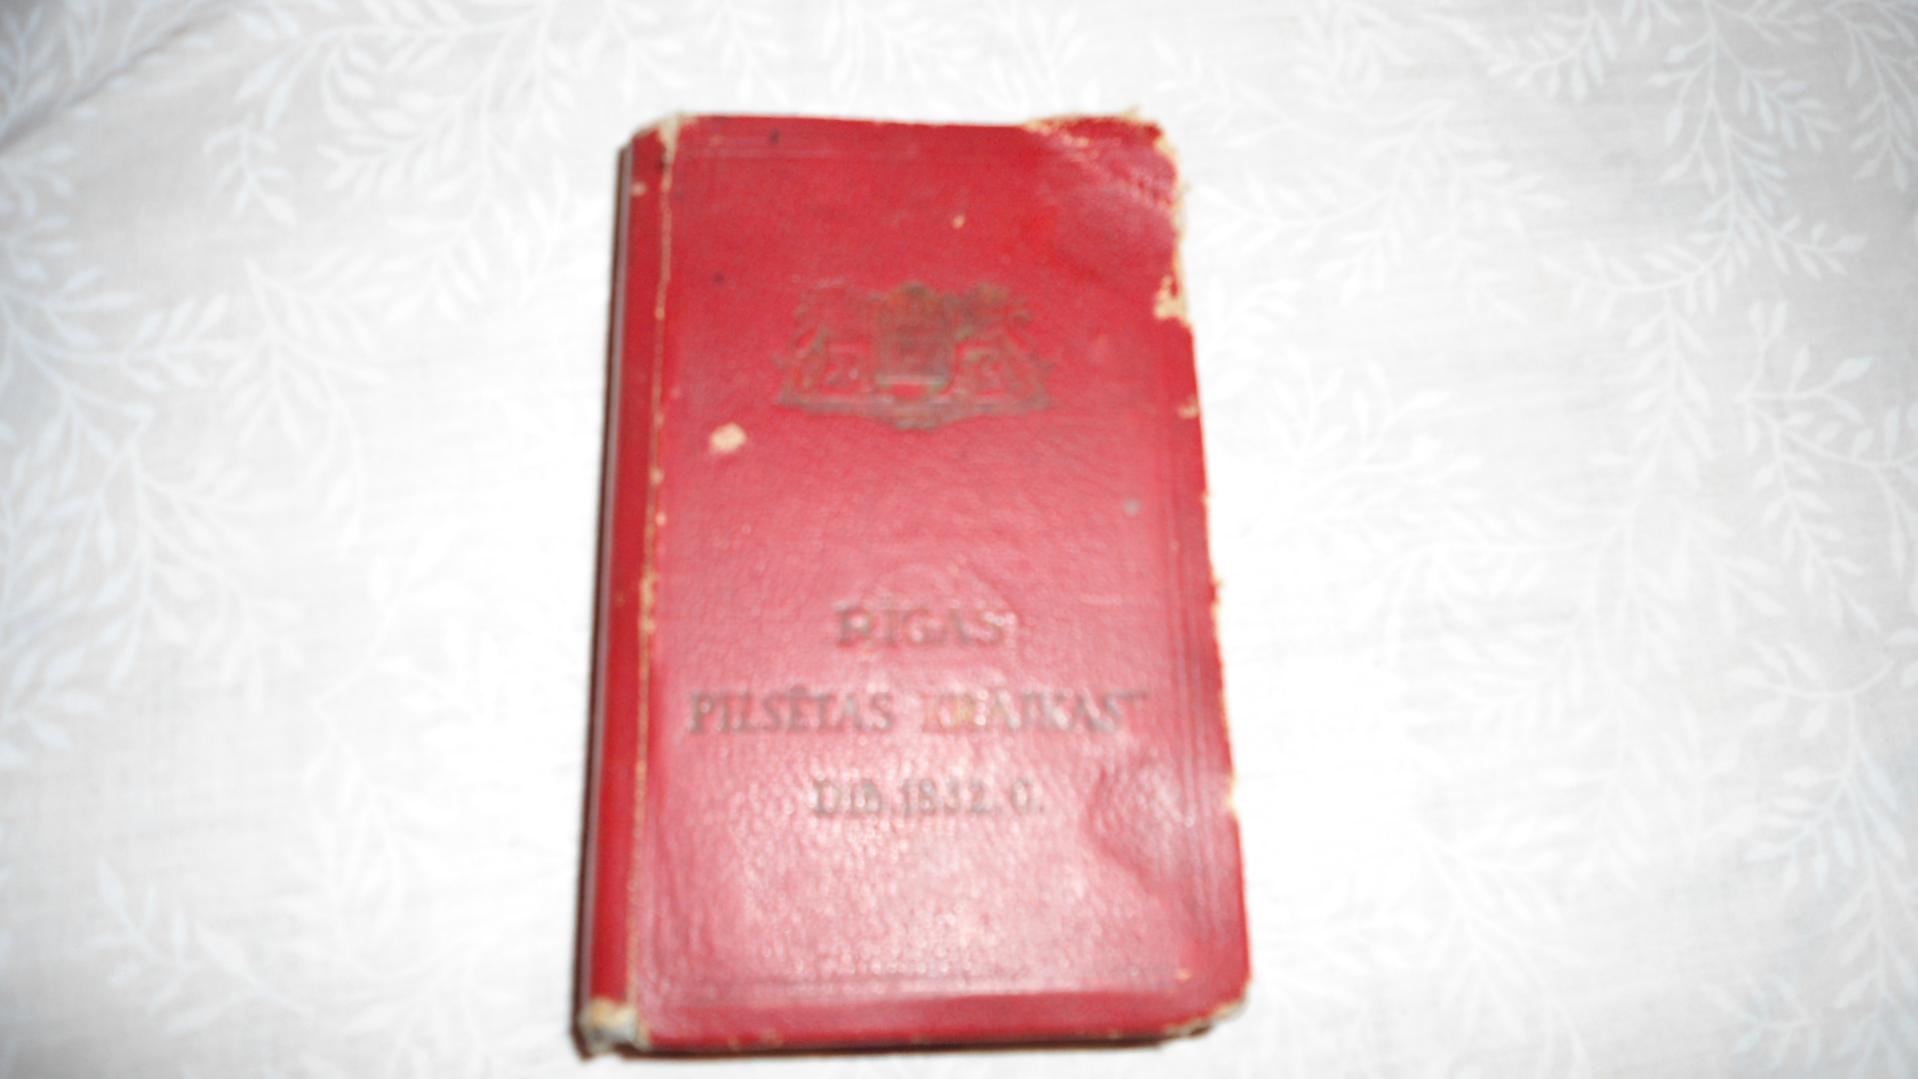 RĪGAS
PILSĒTAS KRĀJKASE
DIB. 1832. G.